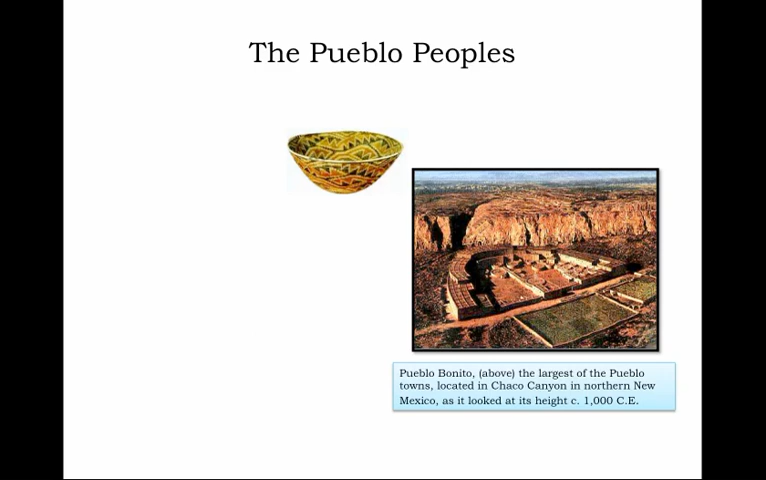 The Pueblo Peoples
Pueblo Bonito, (above) the largest of the Pueblo
towns, located in Chaco Canyon in northern New
Mexico, as it looked at its height c. 1,000 C.E.